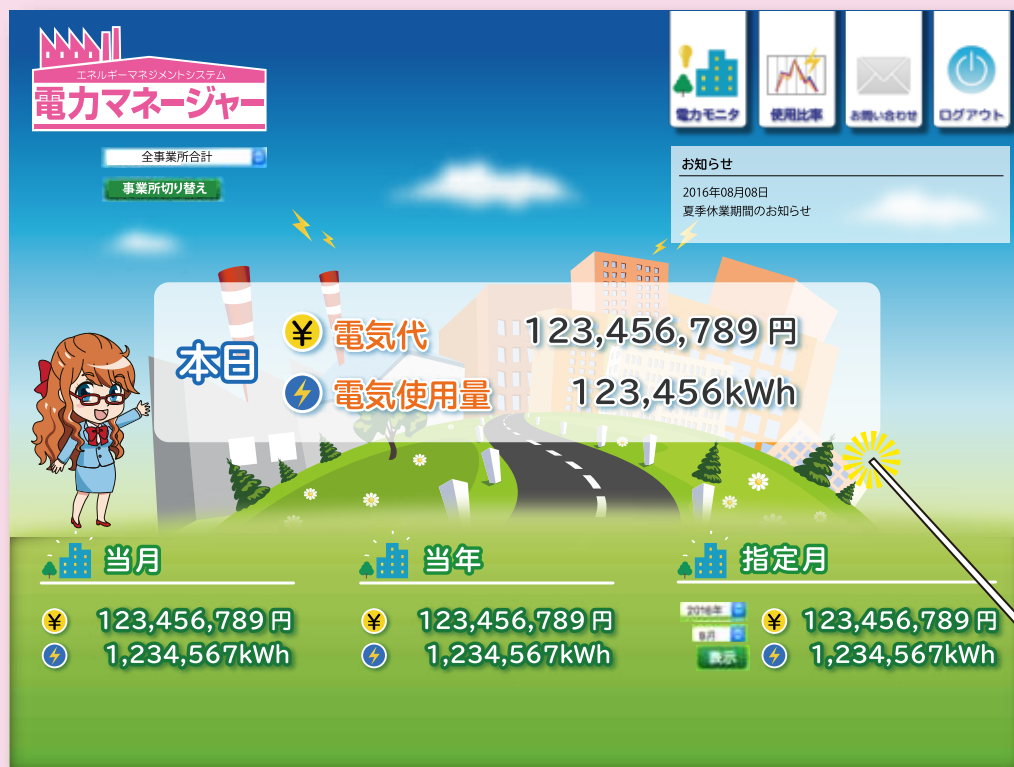 エネルギーマネジメントシステム
電力マネージャー
全事業所合計
事業所切り替え
電力モニタ
使用比率
お問い合わせ
ログアウト
お知らせ
2016年08月08日
夏季休業期間のお知らせ
本日
¥ 電気代 123,456,789 円
電気使用量 123,456kWh
当月
¥ 123,456,789 円
1,234,567kWh
当年
¥ 123,456,789 円
1,234,567kWh
指定月
2016年
8月
表示
¥ 123,456,789 円
1,234,567kWh